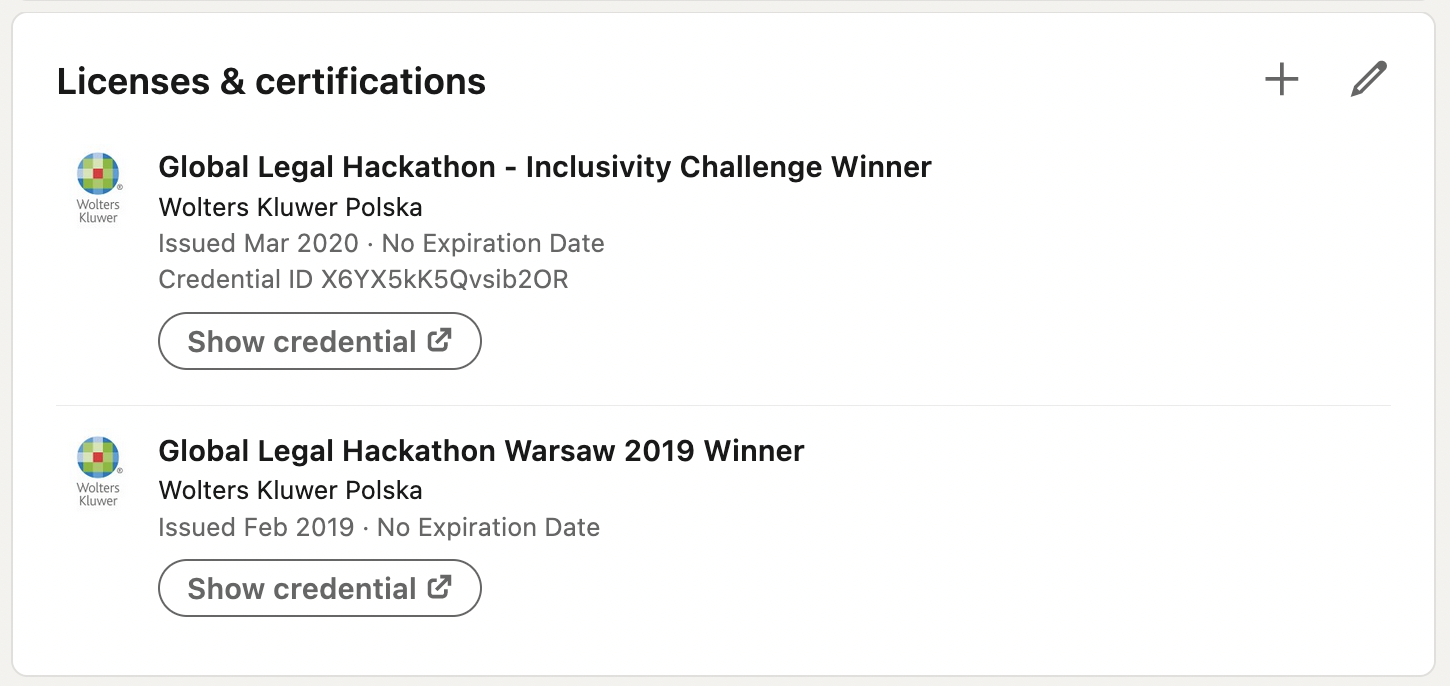 Licenses & certifications
Wolters
Kluwer
Global Legal Hackathon - Inclusivity Challenge Winner
Wolters Kluwer Polska
Issued Mar 2020 · No Expiration Date
Credential ID X6YX5kK5Qvsib2OR
Show credential
Wolters
Kluwer
Global Legal Hackathon Warsaw 2019 Winner
Wolters Kluwer Polska
Issued Feb 2019 · No Expiration Date
Show credential